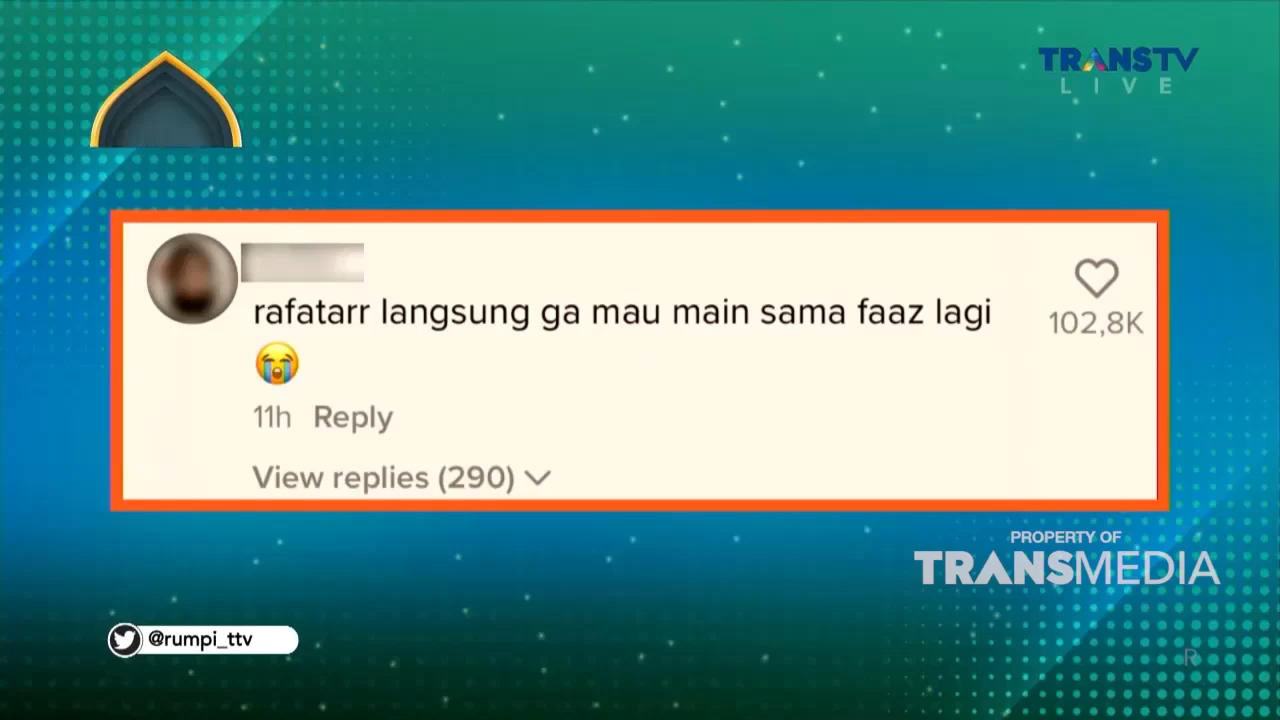 TRANSTV
LIVE
rafatarr langsung ga mau main sama faaz lagi
😭
102,8K
11h Reply
View replies (290)
PROPERTY OF
TRANSMEDIA
@rumpi_ttv
R